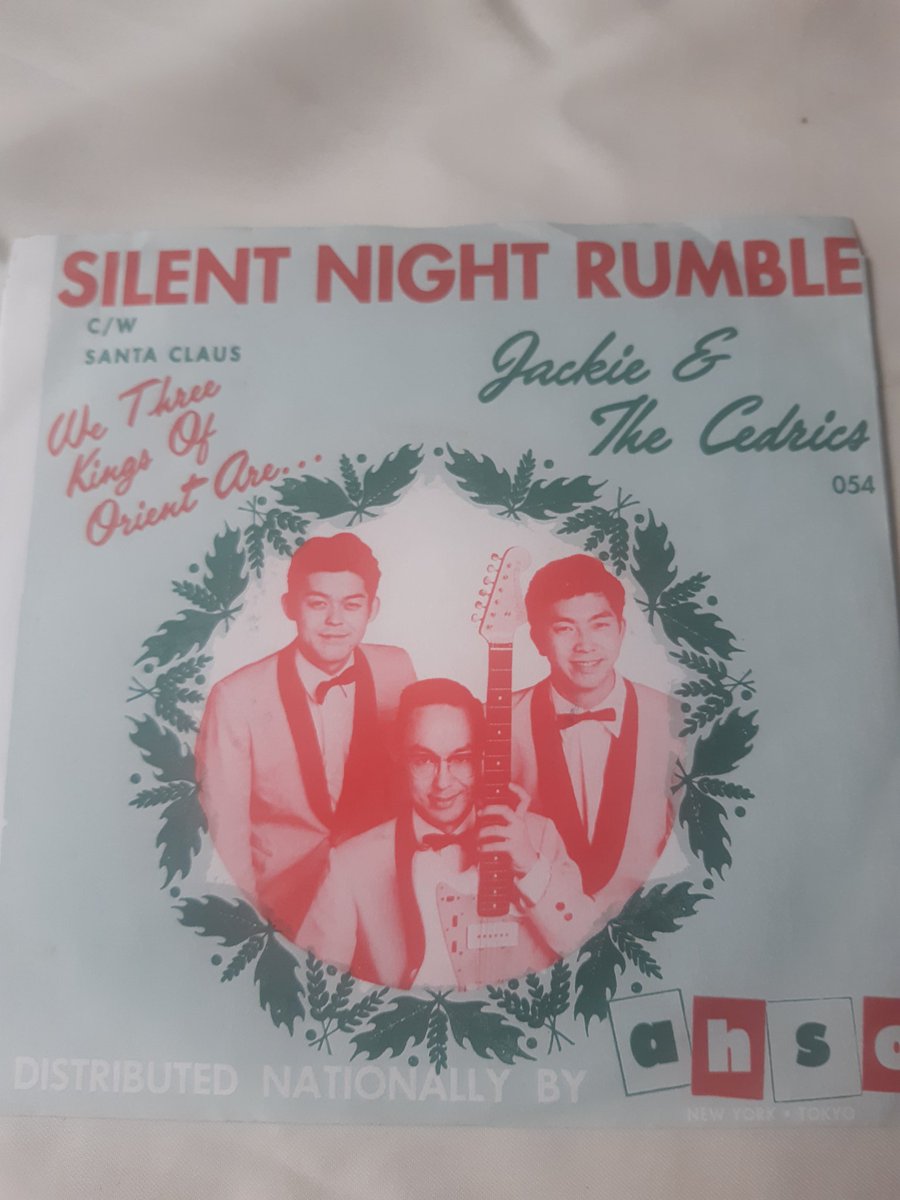 SILENT NIGHT RUMBLE
C/W
SANTA CLAUS
We Three
Kings Of
Orient Are...
Jackie &
The Cedrics
054
DISTRIBUTED NATIONALLY BY
ahs
NEW YORK • TOKYO